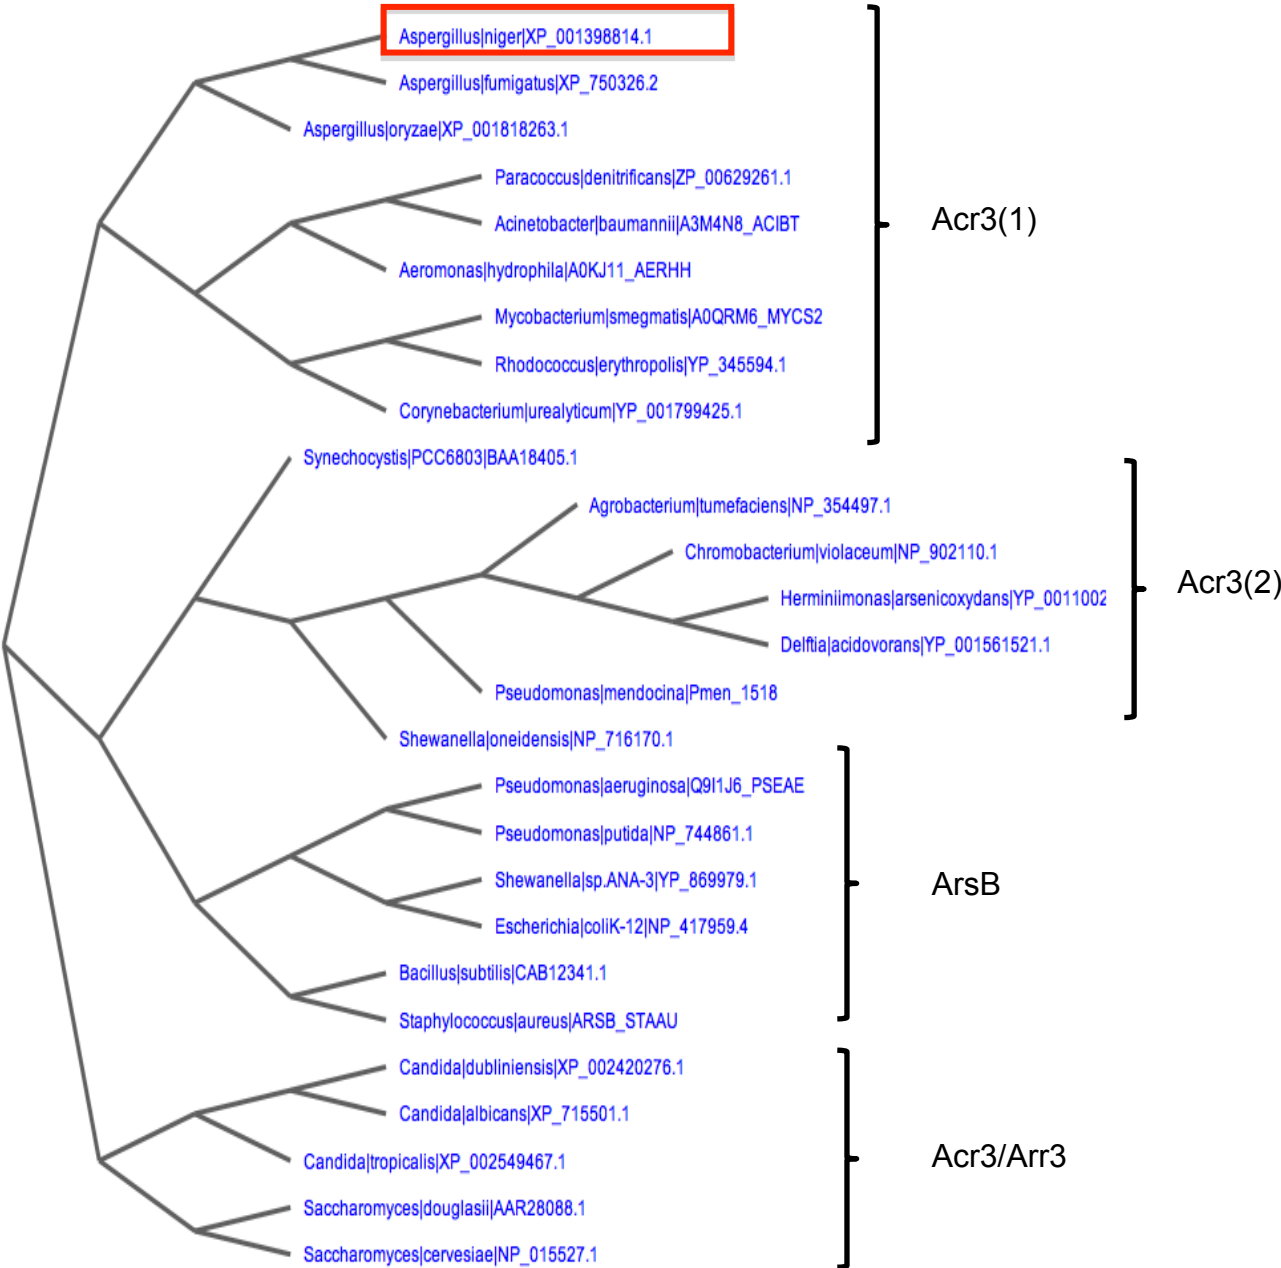 Aspergillus|niger|XP_001398814.1
Aspergillus|fumigatus|XP_750326.2
Aspergillus|oryzae|XP_001818263.1
Paracoccus|denitrificans|ZP_00629261.1
Acinetobacter|baumannii|A3M4N8_ACIBT
Acr3(1)
Aeromonas|hydrophila|A0KJ11_AERHH
Mycobacterium|smegmatis|A0QRM6_MYCS2
Rhodococcus|erythropolis|YP_345594.1
Corynebacterium|urealyticum|YP_001799425.1
Synechocystis|PCC6803|BAA18405.1
Agrobacterium|tumefaciens|NP_354497.1
Chromobacterium|violaceum|NP_902110.1
Acr3(2)
Herminiimonas|arsenicoxydans|YP_0011002
Delftia|acidovorans|YP_001561521.1
Pseudomonas|mendocina|Pmen_1518
Shewanella|oneidensis|NP_716170.1
Pseudomonas|aeruginosa|Q9I1J6_PSEAE
Pseudomonas|putida|NP_744861.1
Shewanella|sp.ANA-3|YP_869979.1
ArsB
Escherichia|coliK-12|NP_417959.4
Bacillus|subtilis|CAB12341.1
Staphylococcus|aureus|ARSB_STAAU
Candida|dubliniensis|XP_002420276.1
Candida|albicans|XP_715501.1
Acr3/Arr3
Candida|tropicalis|XP_002549467.1
Saccharomyces|douglasii|AAR28088.1
Saccharomyces|cervesiae|NP_015527.1